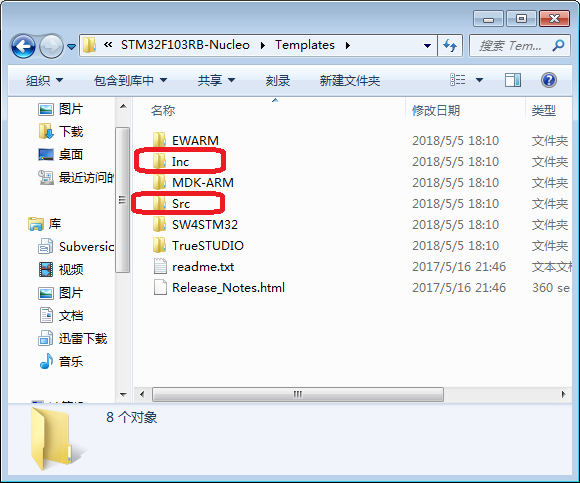 « STM32F103RB-Nucleo Templates
搜索 Tem...
组织 包含到库中 共享 刻录 新建文件夹
名称 修改日期 类型
图片
下载
桌面
最近访问的
库
Subversic
视频
图片
文档
迅雷下载
音乐
EWARM 2018/5/5 18:10 文件夹
Inc 2018/5/5 18:10 文件夹
MDK-ARM 2018/5/5 18:10 文件夹
Src 2018/5/5 18:10 文件夹
SW4STM32 2018/5/5 18:10 文件夹
TrueSTUDIO 2018/5/5 18:10 文件夹
readme.txt 2017/5/16 21:46 文本文
Release_Notes.html 2017/5/16 21:46 360 se
8 个对象